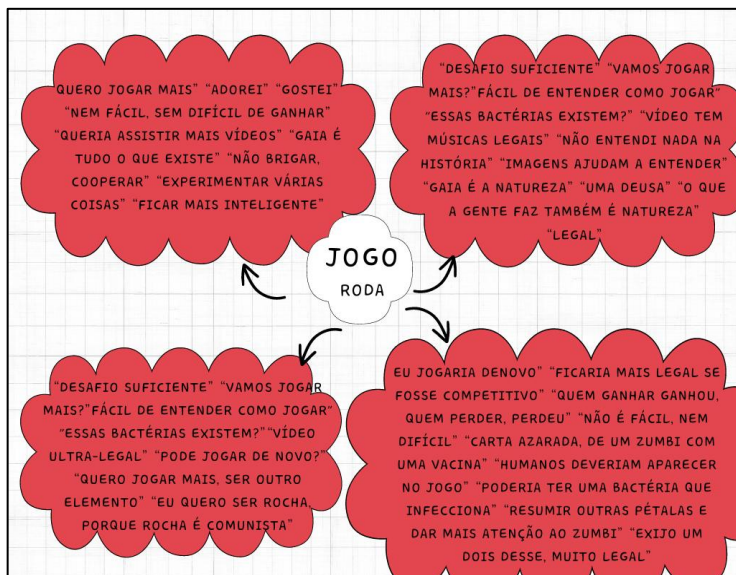 QUERO JOGAR MAIS" "ADOREI" "GOSTEI"
"NEM FÁCIL, SEM DIFÍCIL DE GANHAR"
"QUERIA ASSISTIR MAIS VÍDEOS" "GAIA É
TUDO O QUE EXISTE" "NÃO BRIGAR,
COOPERAR" "EXPERIMENTAR VÁRIAS
COISAS" "FICAR MAIS INTELIGENTE"
"DESAFIO SUFICIENTE" "VAMOS JOGAR
MAIS?"FÁCIL DE ENTENDER COMO JOGAR"
"ESSAS BACTÉRIAS EXISTEM?" "VÍDEO TEM
MÚSICAS LEGAIS" "NÃO ENTENDI NADA NA
HISTÓRIA" "IMAGENS AJUDAM A ENTENDER"
"GAIA É A NATUREZA" "UMA DEUSA" "O QUE
A GENTE FAZ TAMBÉM É NATUREZA"
"LEGAL"
JOGO
RODA
"DESAFIO SUFICIENTE" "VAMOS JOGAR
MAIS?"FÁCIL DE ENTENDER COMO JOGAR"
"ESSAS BACTÉRIAS EXISTEM?" "VÍDEO
ULTRA-LEGAL" "PODE JOGAR DE NOVO?"
"QUERO JOGAR MAIS, SER OUTRO
ELEMENTO" "EU QUERO SER ROCHA,
PORQUE ROCHA É COMUNISTA"
EU JOGARIA DENOVO" "FICARIA MAIS LEGAL SE
FOSSE COMPETITIVO" "QUEM GANHAR GANHOU,
QUEM PERDER, PERDEU" "NÃO É FÁCIL, NEM
DIFÍCIL" "CARTA AZARADA, DE UM ZUMBI COM
UMA VACINA" "HUMANOS DEVERIAM APARECER
NO JOGO" "PODERIA TER UMA BACTÉRIA QUE
INFECCIONA" "RESUMIR OUTRAS PÉTALAS E
DAR MAIS ATENÇÃO AO ZUMBI" "EXIJO UM
DOIS DESSE, MUITO LEGAL"